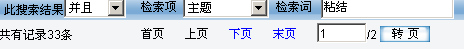 此搜索结果 并且 检索项 主题 检索词 粘结
共有记录33条 首页 上页 下页 末页 1 /2 转 页